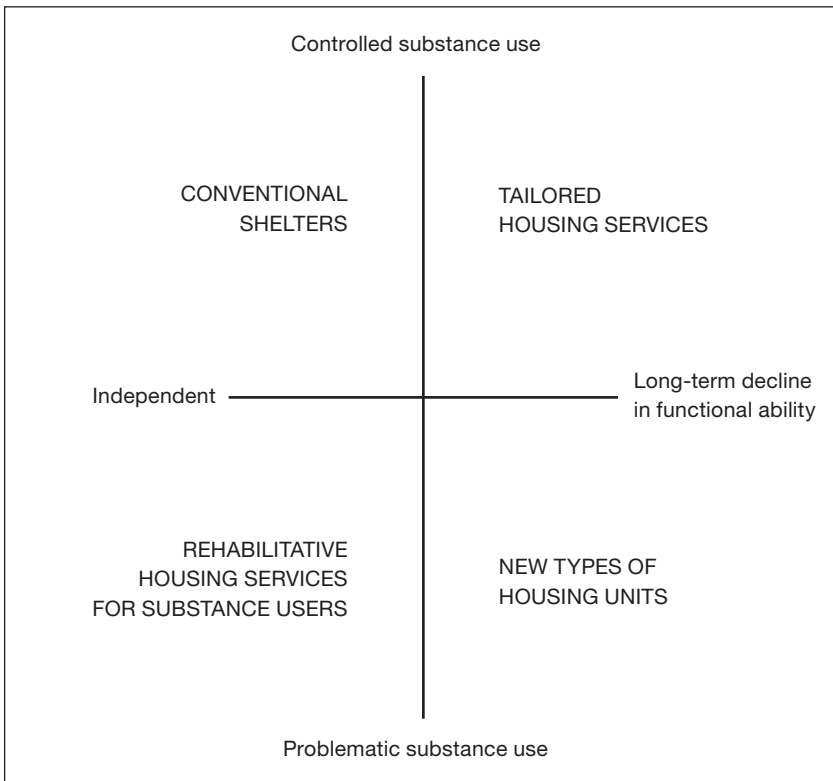 Controlled substance use
CONVENTIONAL
SHELTERS
TAILORED
HOUSING SERVICES
Independent
Long-term decline
in functional ability
REHABILITATIVE
HOUSING SERVICES
FOR SUBSTANCE USERS
NEW TYPES OF
HOUSING UNITS
Problematic substance use